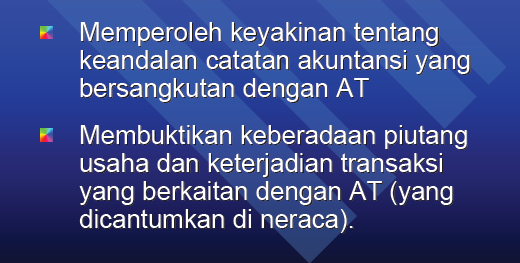 Memperoleh keyakinan tentang
keandalan catatan akuntansi yang
bersangkutan dengan AT
Membuktikan keberadaan piutang
usaha dan keterjadian transaksi
yang berkaitan dengan AT (yang
dicantumkan di neraca).